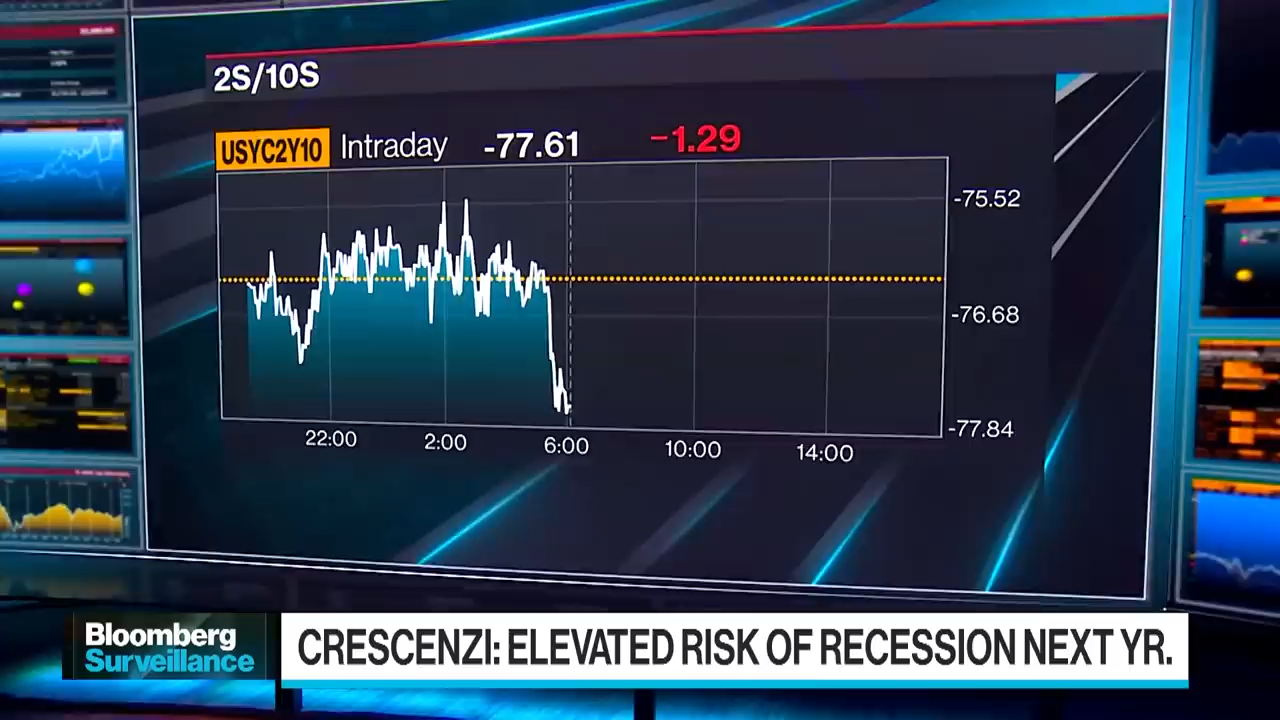 2S/10S
USYC2Y10 Intraday -77.61 -1.29
-75.52
-76.68
-77.84
22:00 2:00 6:00 10:00 14:00
Bloomberg
Surveillance
CRESCENZI: ELEVATED RISK OF RECESSION NEXT YR.